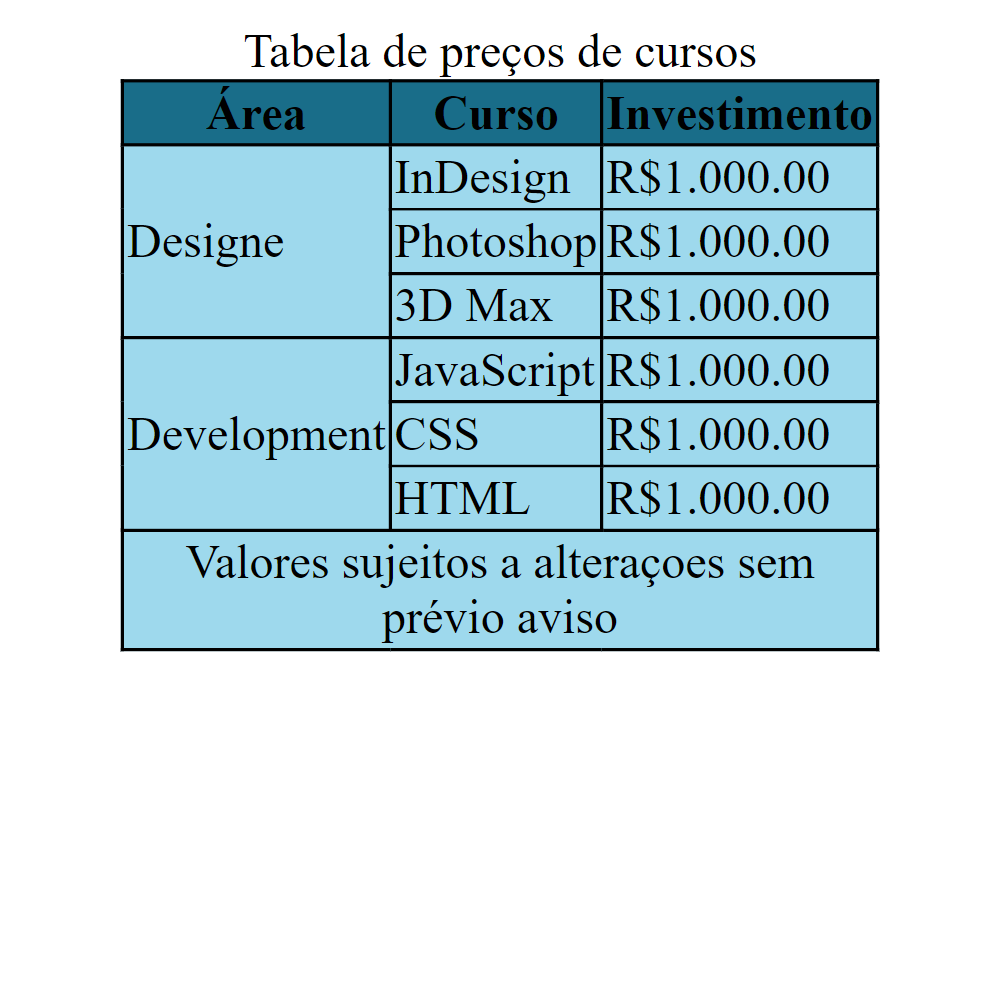 Tabela de preços de cursos
Área Curso Investimento
InDesign R$1.000.00
Designe Photoshop R$1.000.00
3D Max R$1.000.00
JavaScript R$1.000.00
Development CSS R$1.000.00
HTML R$1.000.00
Valores sujeitos a alteraçoes sem
prévio aviso